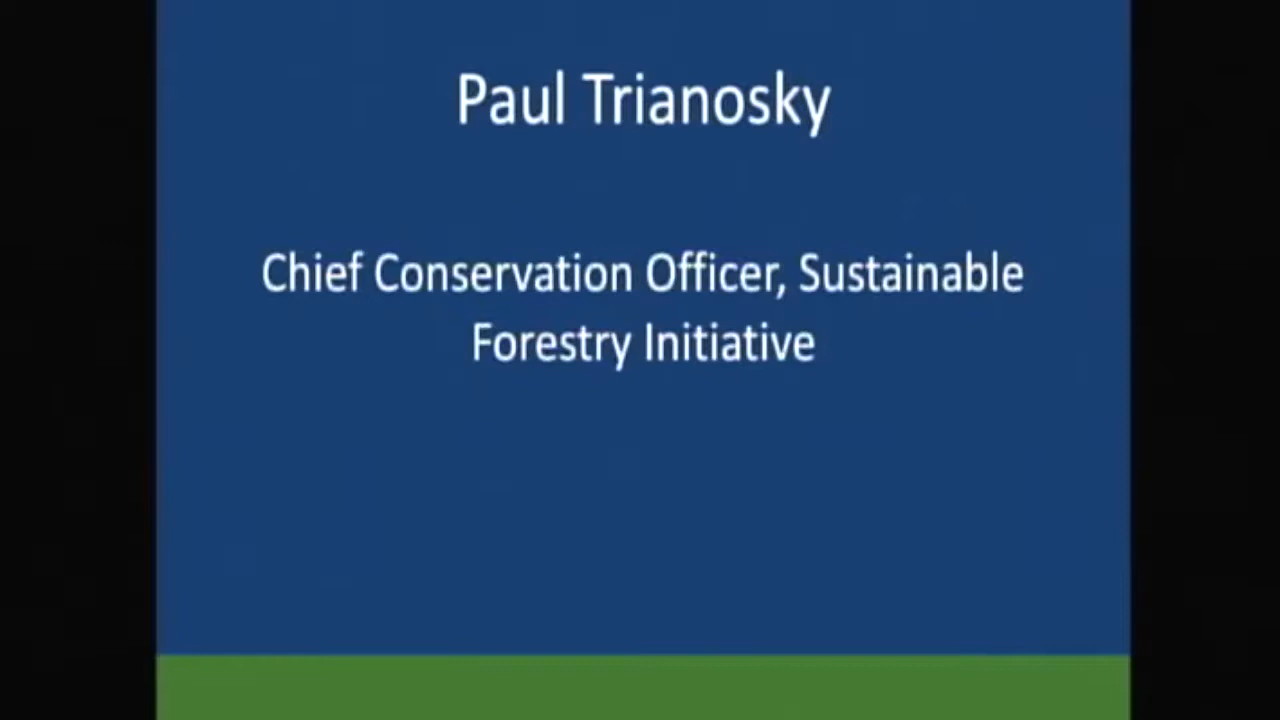 Paul Trianosky
Chief Conservation Officer, Sustainable
Forestry Initiative